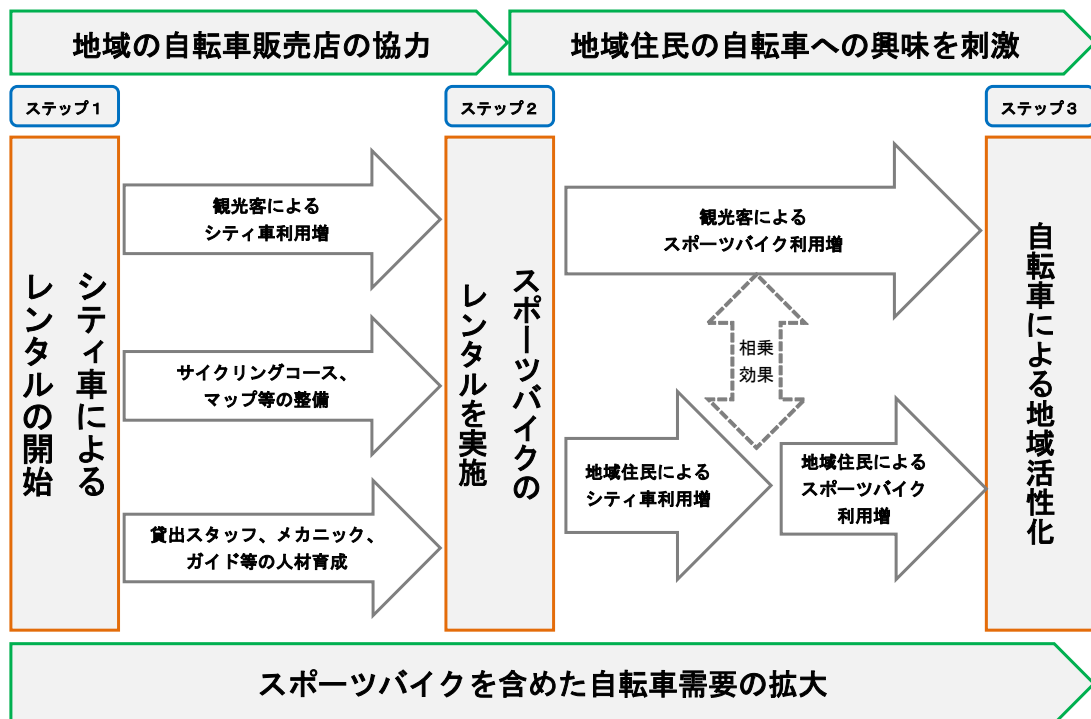 地域の自転車販売店の協力
地域住民の自転車への興味を刺激
ステップ1
ステップ2
ステップ3
シティ車による
レンタルの開始
観光客による
シティ車利用増
サイクリングコース、
マップ等の整備
貸出スタッフ、メカニック、
ガイド等の人材育成
スポーツバイクの
レンタルを実施
観光客による
スポーツバイク利用増
相乗
効果
地域住民による
シティ車利用増
地域住民による
スポーツバイク
利用増
自転車による地域活性化
スポーツバイクを含めた自転車需要の拡大